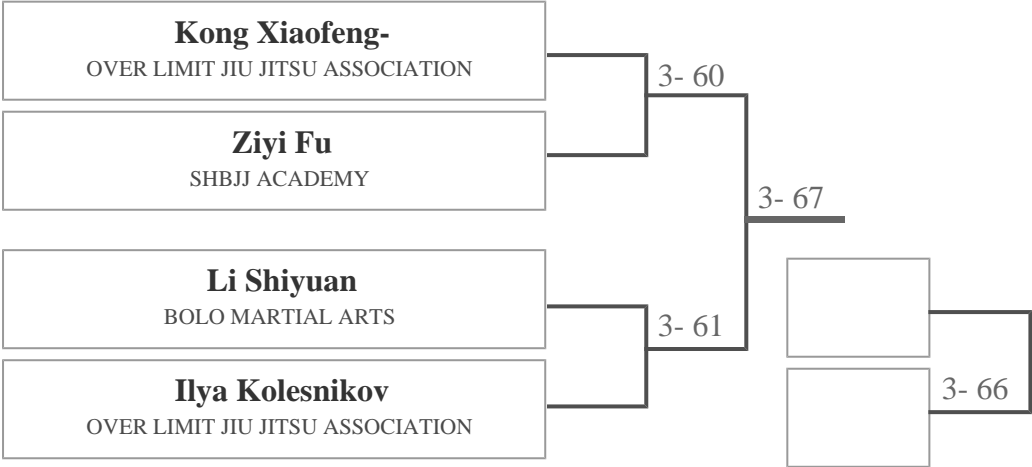 Kong Xiaofeng-
OVER LIMIT JIU JITSU ASSOCIATION
3- 60
Ziyi Fu
SHBJJ ACADEMY
3- 67
Li Shiyuan
BOLO MARTIAL ARTS
3- 61
Ilya Kolesnikov
OVER LIMIT JIU JITSU ASSOCIATION
3- 66